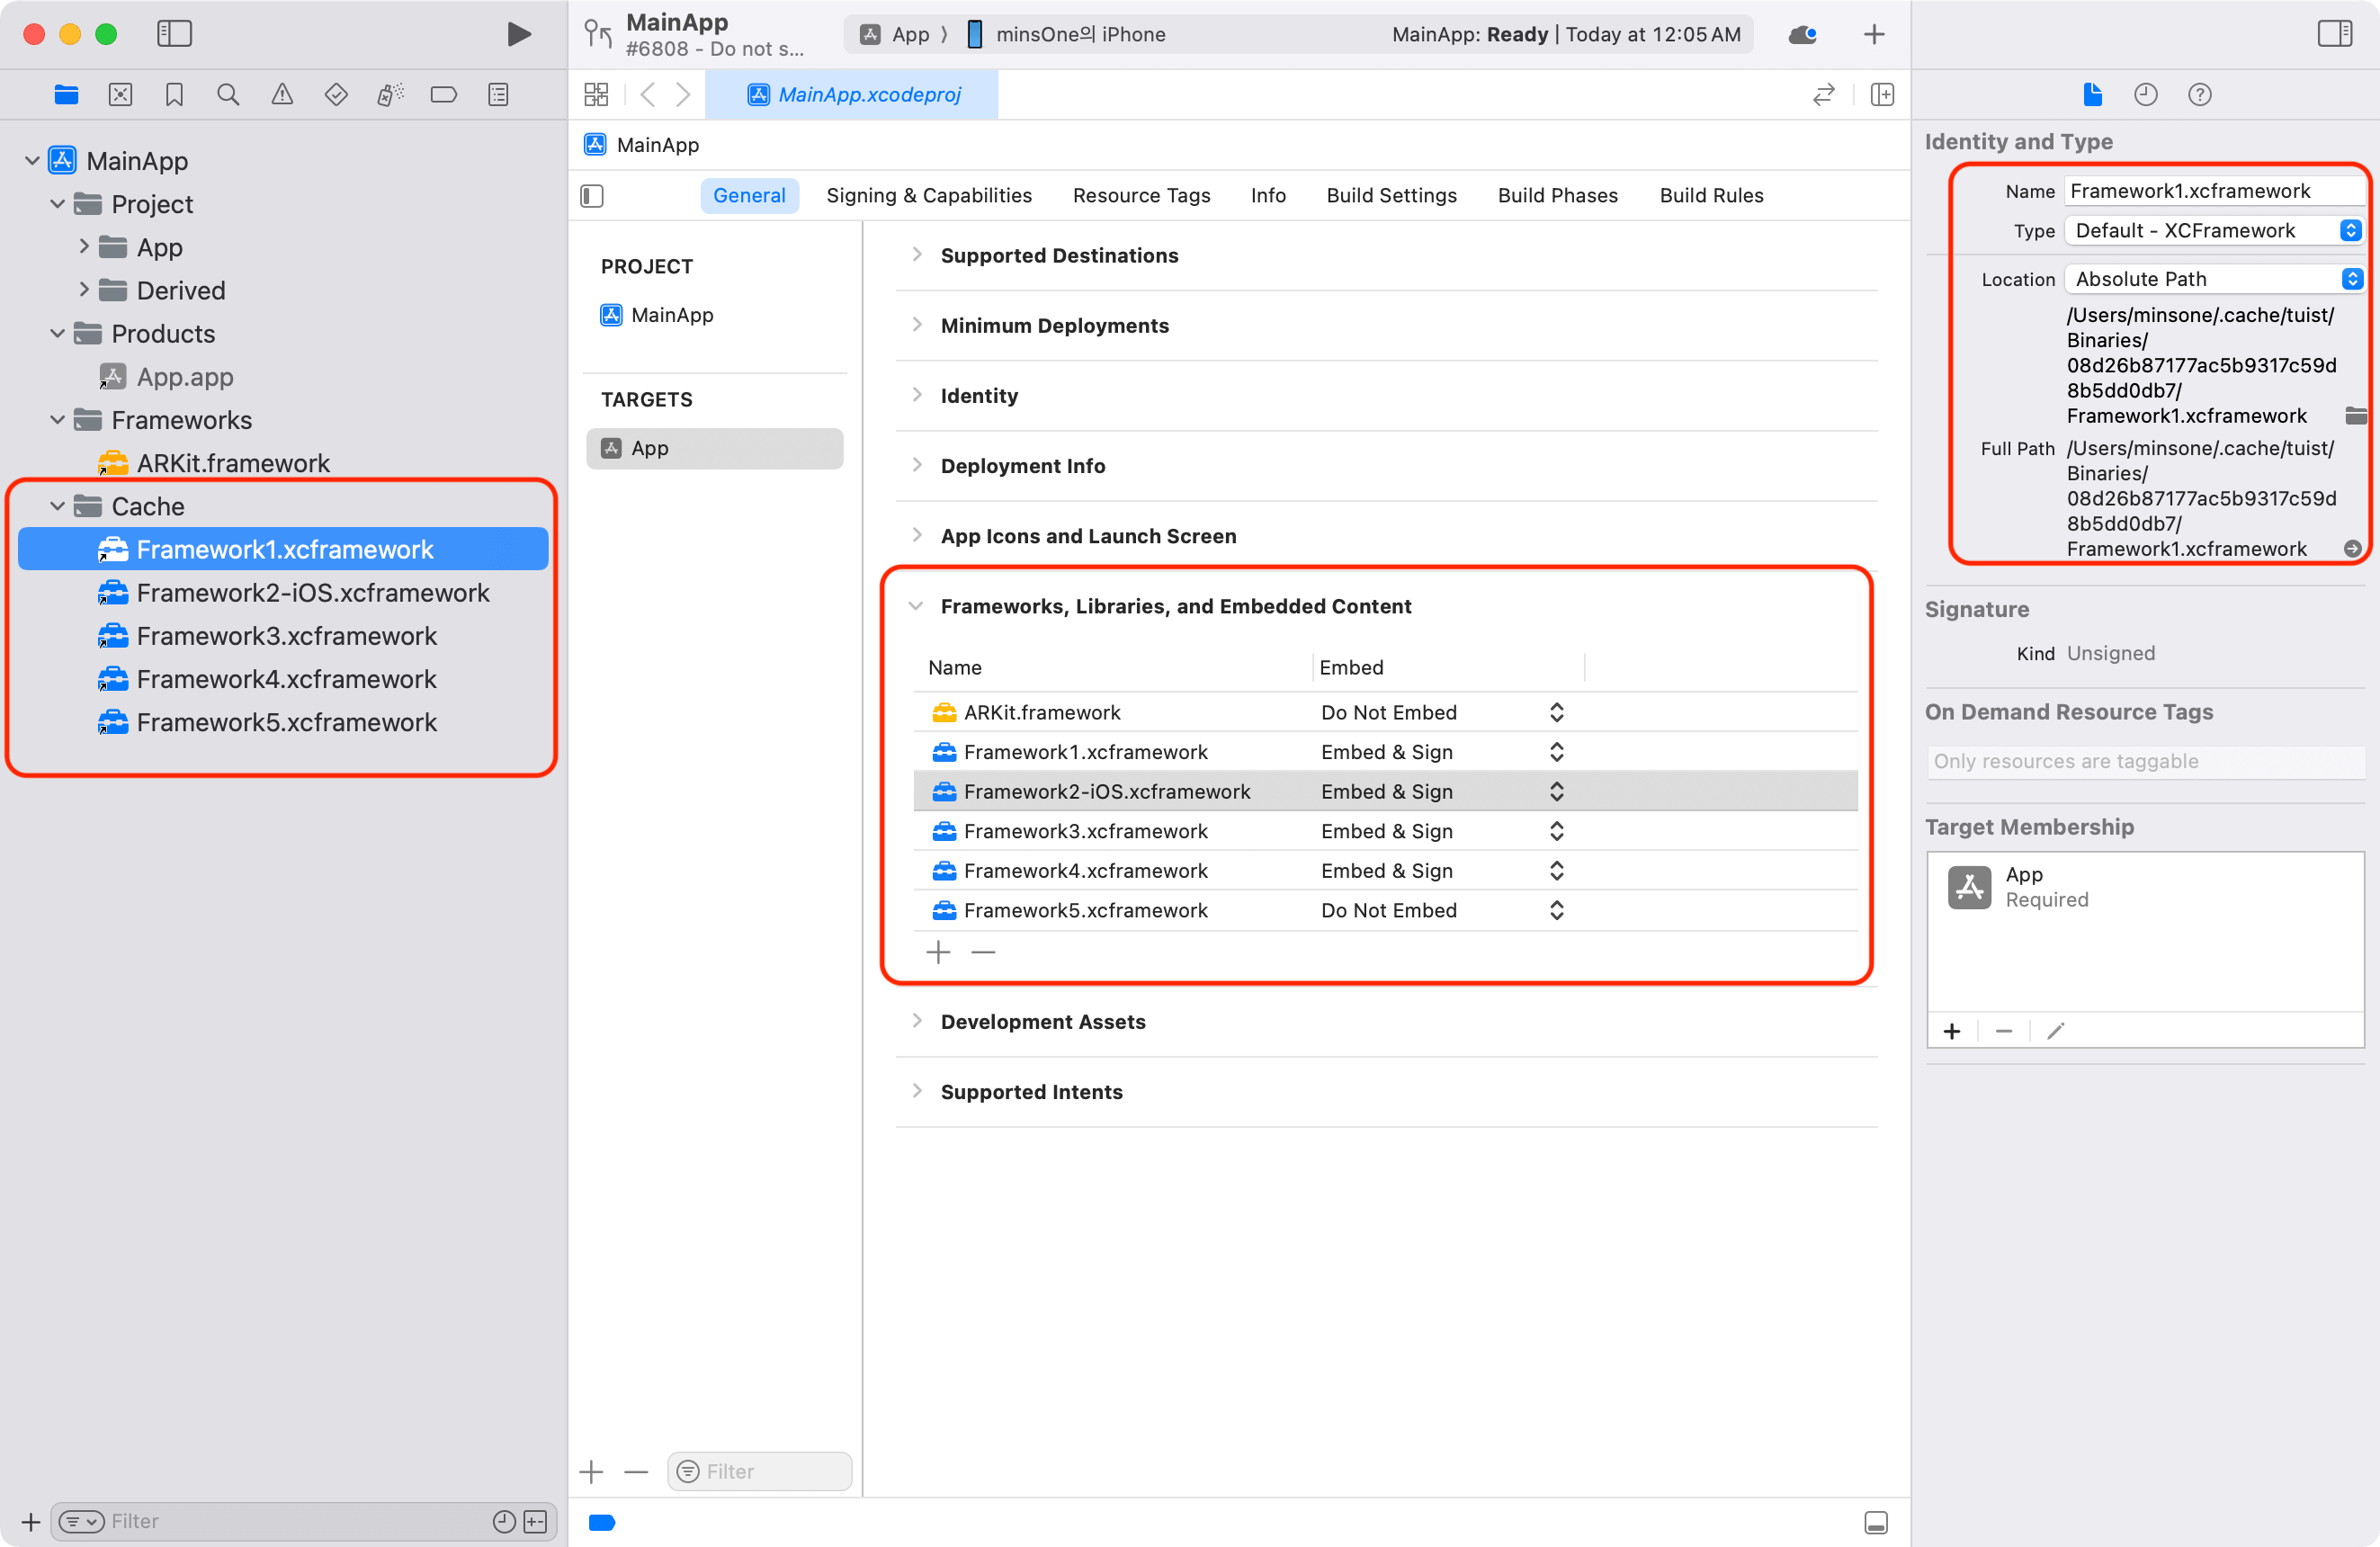 MainApp
#6808 - Do not s...
App
minsOne의 iPhone
MainApp: Ready | Today at 12:05 AM
MainApp.xcodeproj
MainApp
Project
App
Derived
Products
App.app
Frameworks
ARKit.framework
Cache
Framework1.xcframework
Framework2-iOS.xcframework
Framework3.xcframework
Framework4.xcframework
Framework5.xcframework
Filter
MainApp
General
Signing & Capabilities
Resource Tags
Info
Build Settings
Build Phases
Build Rules
PROJECT
MainApp
TARGETS
App
Filter
Supported Destinations
Minimum Deployments
Identity
Deployment Info
App Icons and Launch Screen
Frameworks, Libraries, and Embedded Content
Name Embed
ARKit.framework Do Not Embed
Framework1.xcframework Embed & Sign
Framework2-iOS.xcframework Embed & Sign
Framework3.xcframework Embed & Sign
Framework4.xcframework Embed & Sign
Framework5.xcframework Do Not Embed
Development Assets
Supported Intents
Identity and Type
Name Framework1.xcframework
Type Default - XCFramework
Location Absolute Path
/Users/minsone/.cache/tuist/
Binaries/
08d26b87177ac5b9317c59d
8b5dd0db7/
Framework1.xcframework
Full Path /Users/minsone/.cache/tuist/
Binaries/
08d26b87177ac5b9317c59d
8b5dd0db7/
Framework1.xcframework
Signature
Kind Unsigned
On Demand Resource Tags
Only resources are taggable
Target Membership
App
Required